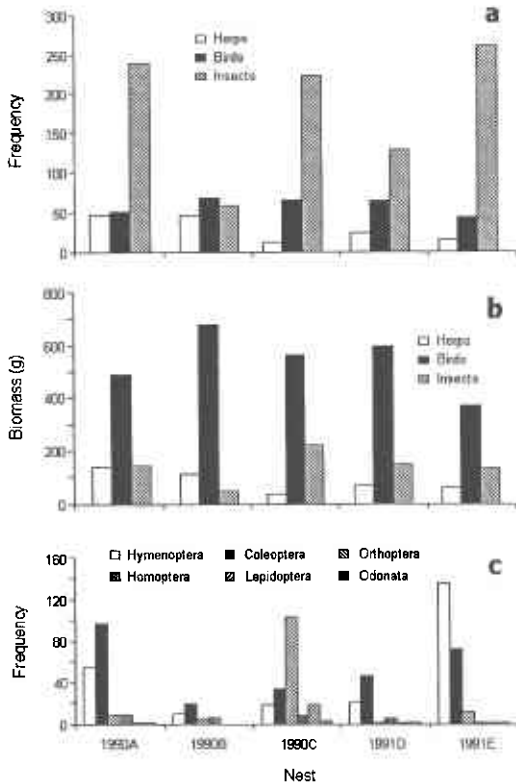 a
300
250
200
150
100
50
0
Frequency
Herps
Birds
Insects
b
800
600
400
200
0
Biomass (g)
Herps
Birds
Insects
c
160
120
80
40
0
Frequency
Hymenoptera Coleoptera Orthoptera
Homoptera Lepidoptera Odonata
1990A 1990B 1990C 1991D 1991E
Nest